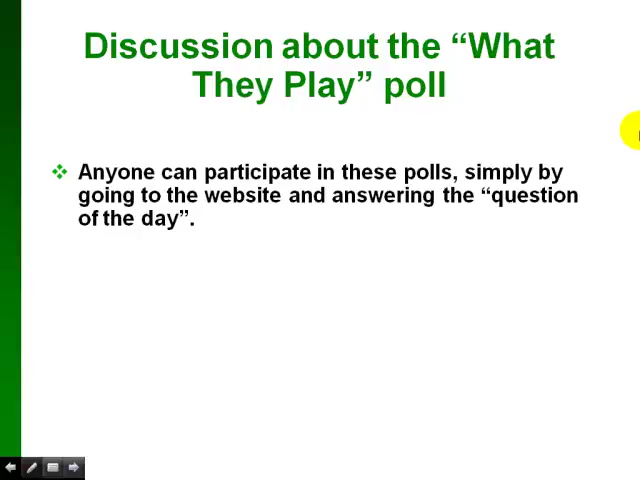 Discussion about the “What
They Play” poll
Anyone can participate in these polls, simply by
going to the website and answering the “question
of the day”.